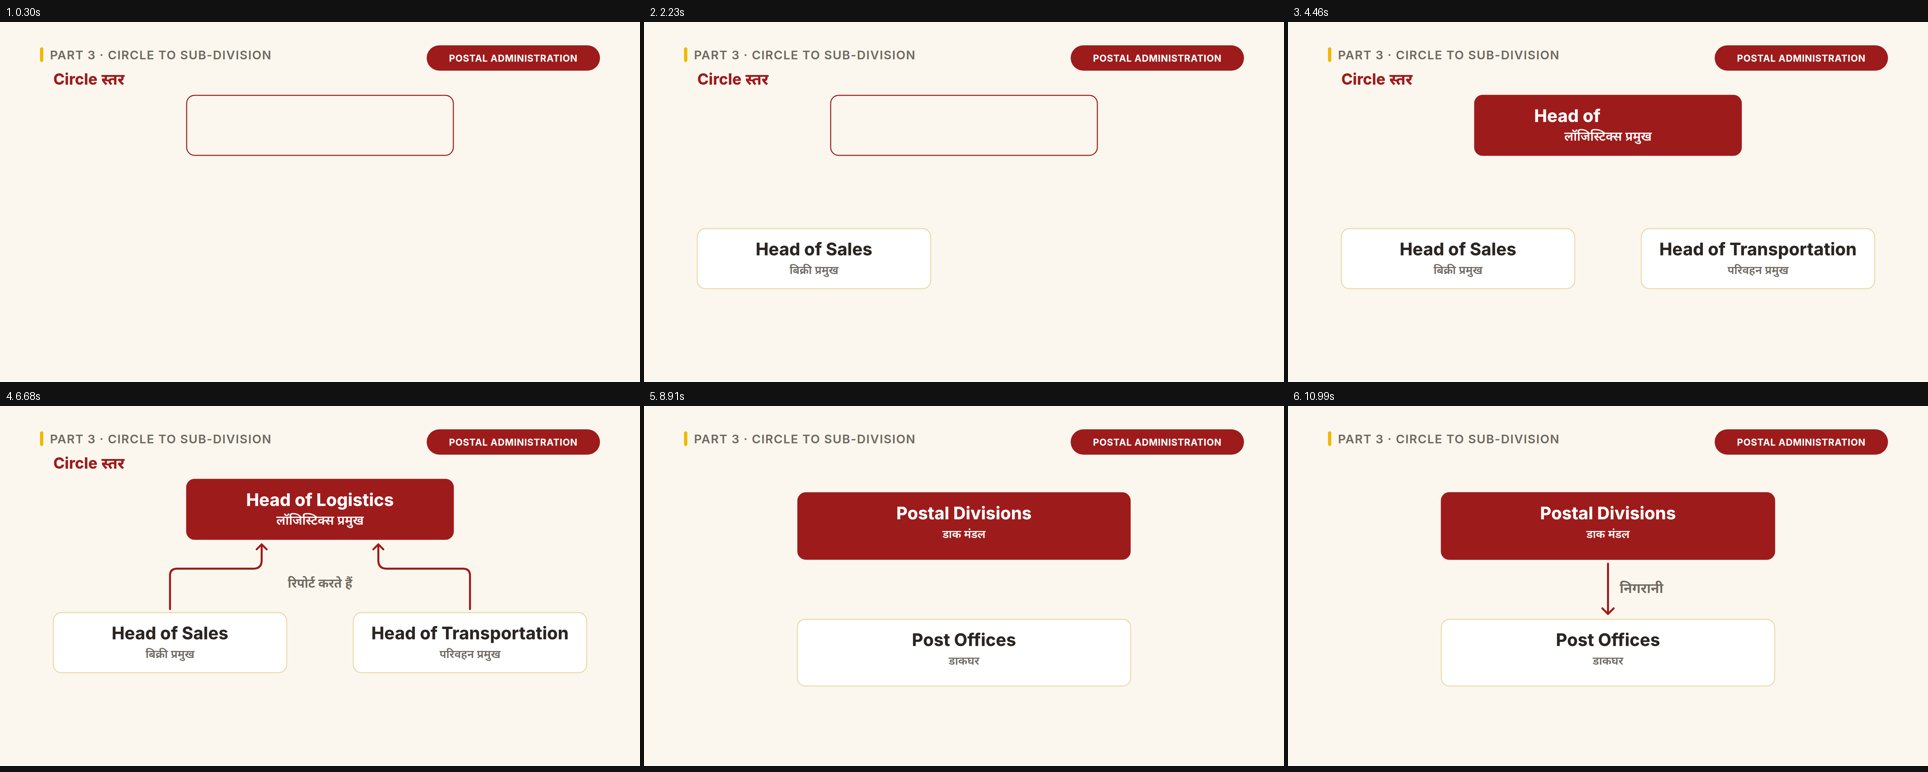 1. 0.30s
PART 3 · CIRCLE TO SUB-DIVISION
POSTAL ADMINISTRATION
Circle स्तर
2. 2.23s
PART 3 · CIRCLE TO SUB-DIVISION
POSTAL ADMINISTRATION
Circle स्तर
Head of Sales
बिक्री प्रमुख
3. 4.46s
PART 3 · CIRCLE TO SUB-DIVISION
POSTAL ADMINISTRATION
Circle स्तर
Head of
लॉजिस्टिक्स प्रमुख
Head of Sales
बिक्री प्रमुख
Head of Transportation
परिवहन प्रमुख
4. 6.68s
PART 3 · CIRCLE TO SUB-DIVISION
POSTAL ADMINISTRATION
Circle स्तर
Head of Logistics
लॉजिस्टिक्स प्रमुख
रिपोर्ट करते हैं
Head of Sales
बिक्री प्रमुख
Head of Transportation
परिवहन प्रमुख
5. 8.91s
PART 3 · CIRCLE TO SUB-DIVISION
POSTAL ADMINISTRATION
Postal Divisions
डाक मंडल
Post Offices
डाकघर
6. 10.99s
PART 3 · CIRCLE TO SUB-DIVISION
POSTAL ADMINISTRATION
Postal Divisions
डाक मंडल
निगरानी
Post Offices
डाकघर